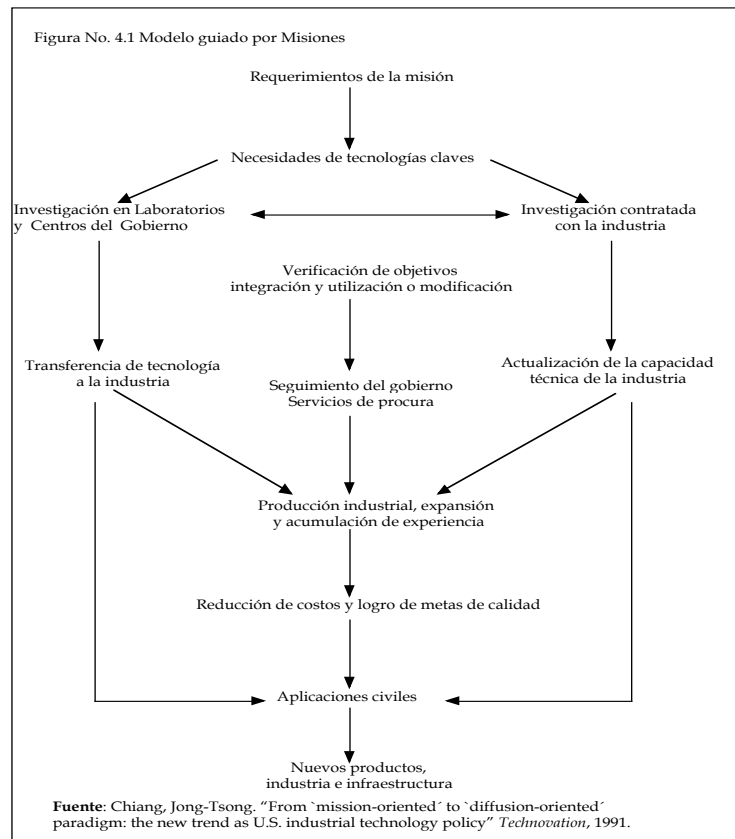 Figura No. 4.1 Modelo guiado por Misiones
Requerimientos de la misión
Necesidades de tecnologías claves
Investigación en Laboratorios
y Centros del Gobierno
Investigación contratada
con la industria
Verificación de objetivos
integración y utilización o modificación
Transferencia de tecnología
a la industria
Actualización de la capacidad
técnica de la industria
Seguimiento del gobierno
Servicios de procura
Producción industrial, expansión
y acumulación de experiencia
Reducción de costos y logro de metas de calidad
Aplicaciones civiles
Nuevos productos,
industria e infraestructura
Fuente: Chiang, Jong-Tsong. “From `mission-oriented´ to `diffusion-oriented´
paradigm: the new trend as U.S. industrial technology policy” Technovation, 1991.